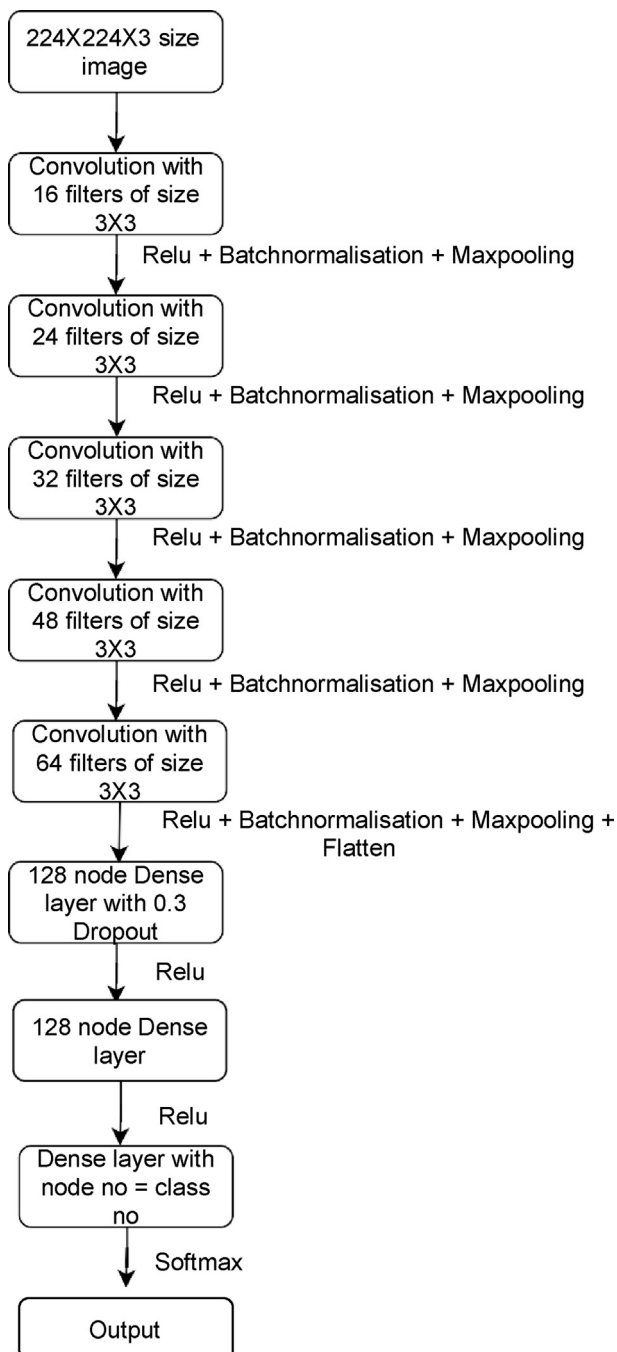 224X224X3 size
image
Convolution with
16 filters of size
3X3
Relu + Batchnormalisation + Maxpooling
Convolution with
24 filters of size
3X3
Relu + Batchnormalisation + Maxpooling
Convolution with
32 filters of size
3X3
Relu + Batchnormalisation + Maxpooling
Convolution with
48 filters of size
3X3
Relu + Batchnormalisation + Maxpooling
Convolution with
64 filters of size
3X3
Relu + Batchnormalisation + Maxpooling +
Flatten
128 node Dense
layer with 0.3
Dropout
Relu
128 node Dense
layer
Relu
Dense layer with
node no = class
no
Softmax
Output